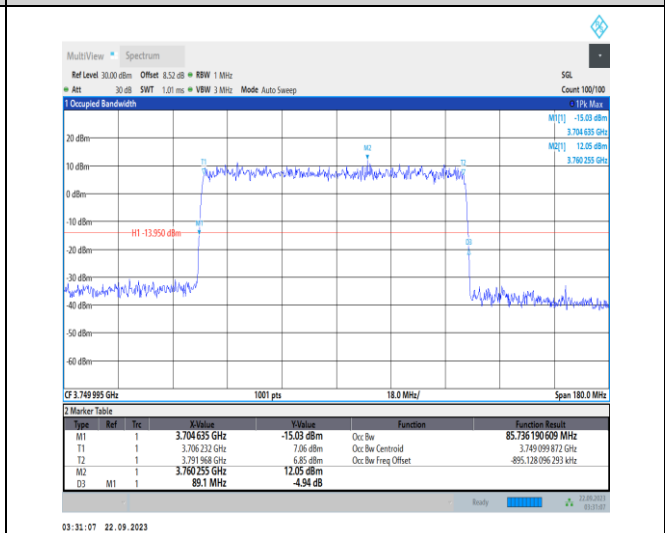 MultiView Spectrum
Ref Level 30.00 dBm Offset 8.52 dB RBW 1 MHz SGL
Att 30 dB SWT 1.01 ms VBW 3 MHz Mode Auto Sweep Count 100/100
1 Occupied Bandwidth 1Pk Max
M1[1] -15.03 dBm
3.704 635 GHz
M2[1] 12.05 dBm
3.760 255 GHz
20 dBm
M2
T1 T2
10 dBm
0 dBm
-10 dBm
M1
H1 -13.950 dBm
-20 dBm
D3
-30 dBm
-40 dBm
-50 dBm
-60 dBm
CF 3.749 995 GHz 1001 pts 18.0 MHz/ Span 180.0 MHz
2 Marker Table
Type Ref Trc X-Value Y-Value Function Function Result
M1 1 3.704 635 GHz -15.03 dBm Occ Bw 85.736 190 609 MHz
T1 1 3.706 232 GHz 7.06 dBm Occ Bw Centroid 3.749 099 872 GHz
T2 1 3.791 968 GHz 6.85 dBm Occ Bw Freq Offset -895.128 096 293 kHz
M2 1 3.760 255 GHz 12.05 dBm
D3 M1 1 89.1 MHz -4.94 dB
Ready 22.09.2023
03:31:07
03:31:07 22.09.2023